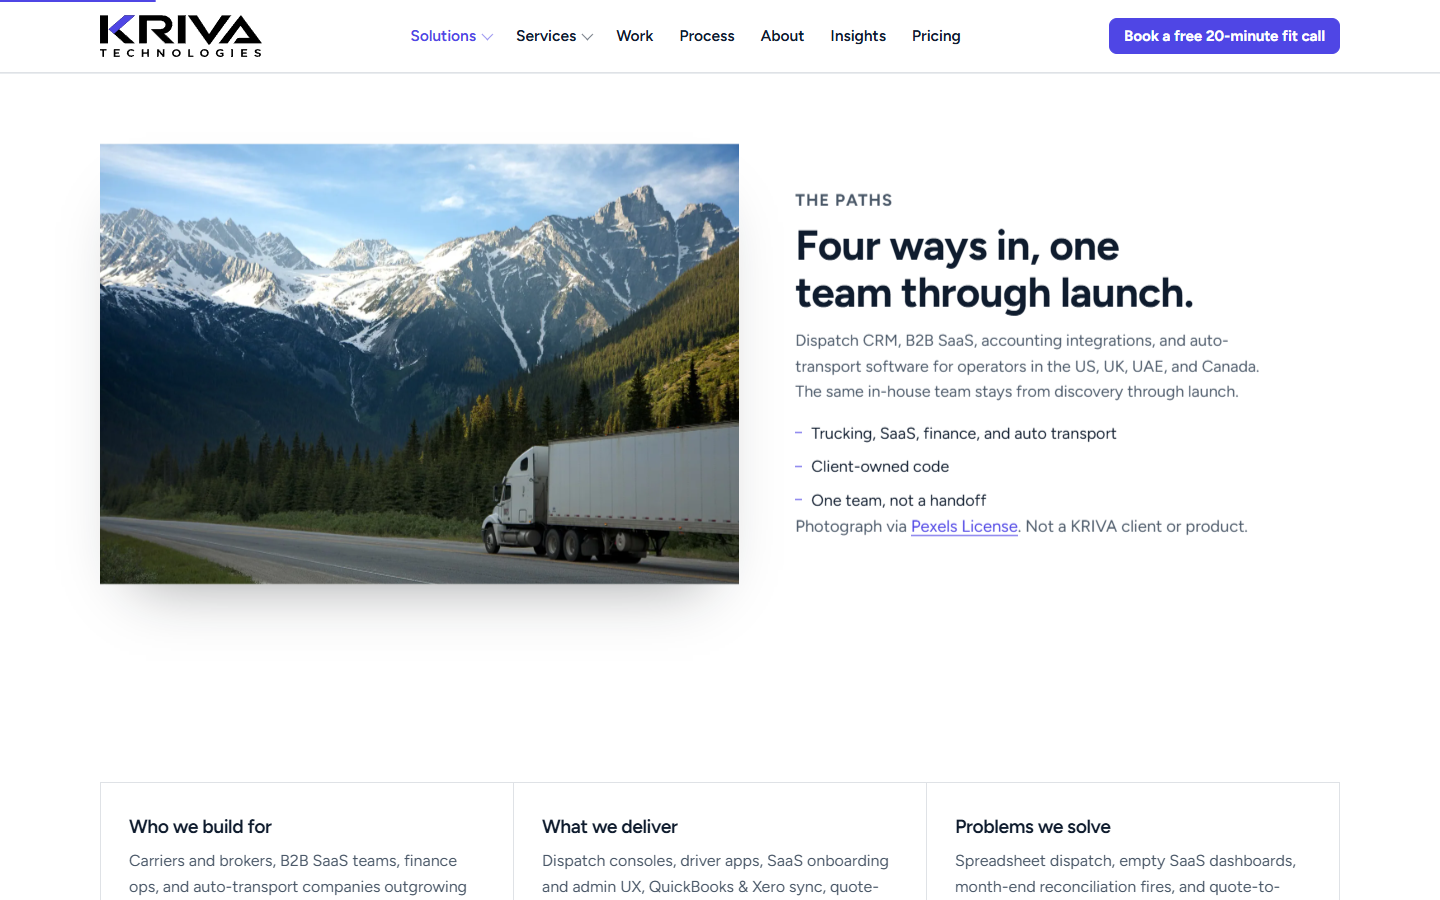 KRIVA
TECHNOLOGIES
Solutions
Services
Work
Process
About
Insights
Pricing
Book a free 20-minute fit call
THE PATHS
Four ways in, one
team through launch.
Dispatch CRM, B2B SaaS, accounting integrations, and auto-
transport software for operators in the US, UK, UAE, and Canada.
The same in-house team stays from discovery through launch.
– Trucking, SaaS, finance, and auto transport
– Client-owned code
– One team, not a handoff
Photograph via Pexels License. Not a KRIVA client or product.
Who we build for
Carriers and brokers, B2B SaaS teams, finance
ops, and auto-transport companies outgrowing
What we deliver
Dispatch consoles, driver apps, SaaS onboarding
and admin UX, QuickBooks & Xero sync, quote-
Problems we solve
Spreadsheet dispatch, empty SaaS dashboards,
month-end reconciliation fires, and quote-to-